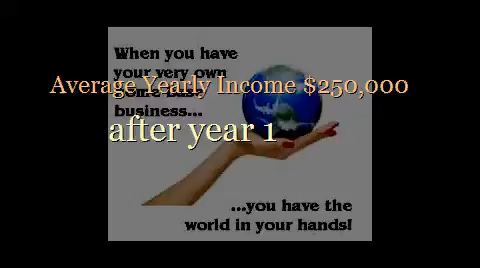 When you have
your very own
Average Yearly Income $250,000
business...
after year 1
...you have the
world in your hands!